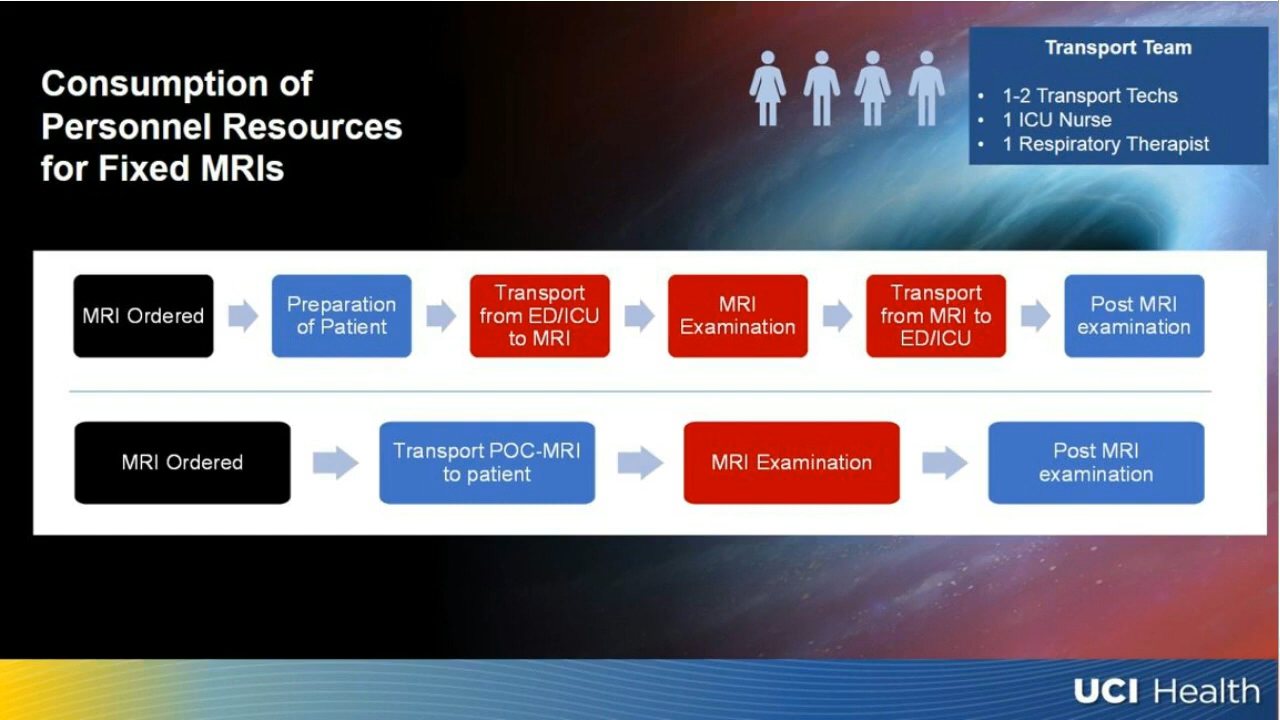 Consumption of
Personnel Resources
for Fixed MRIs
Transport Team
• 1-2 Transport Techs
• 1 ICU Nurse
• 1 Respiratory Therapist
MRI Ordered
Preparation
of Patient
Transport
from ED/ICU
to MRI
MRI
Examination
Transport
from MRI to
ED/ICU
Post MRI
examination
MRI Ordered
Transport POC-MRI
to patient
MRI Examination
Post MRI
examination
UCI Health